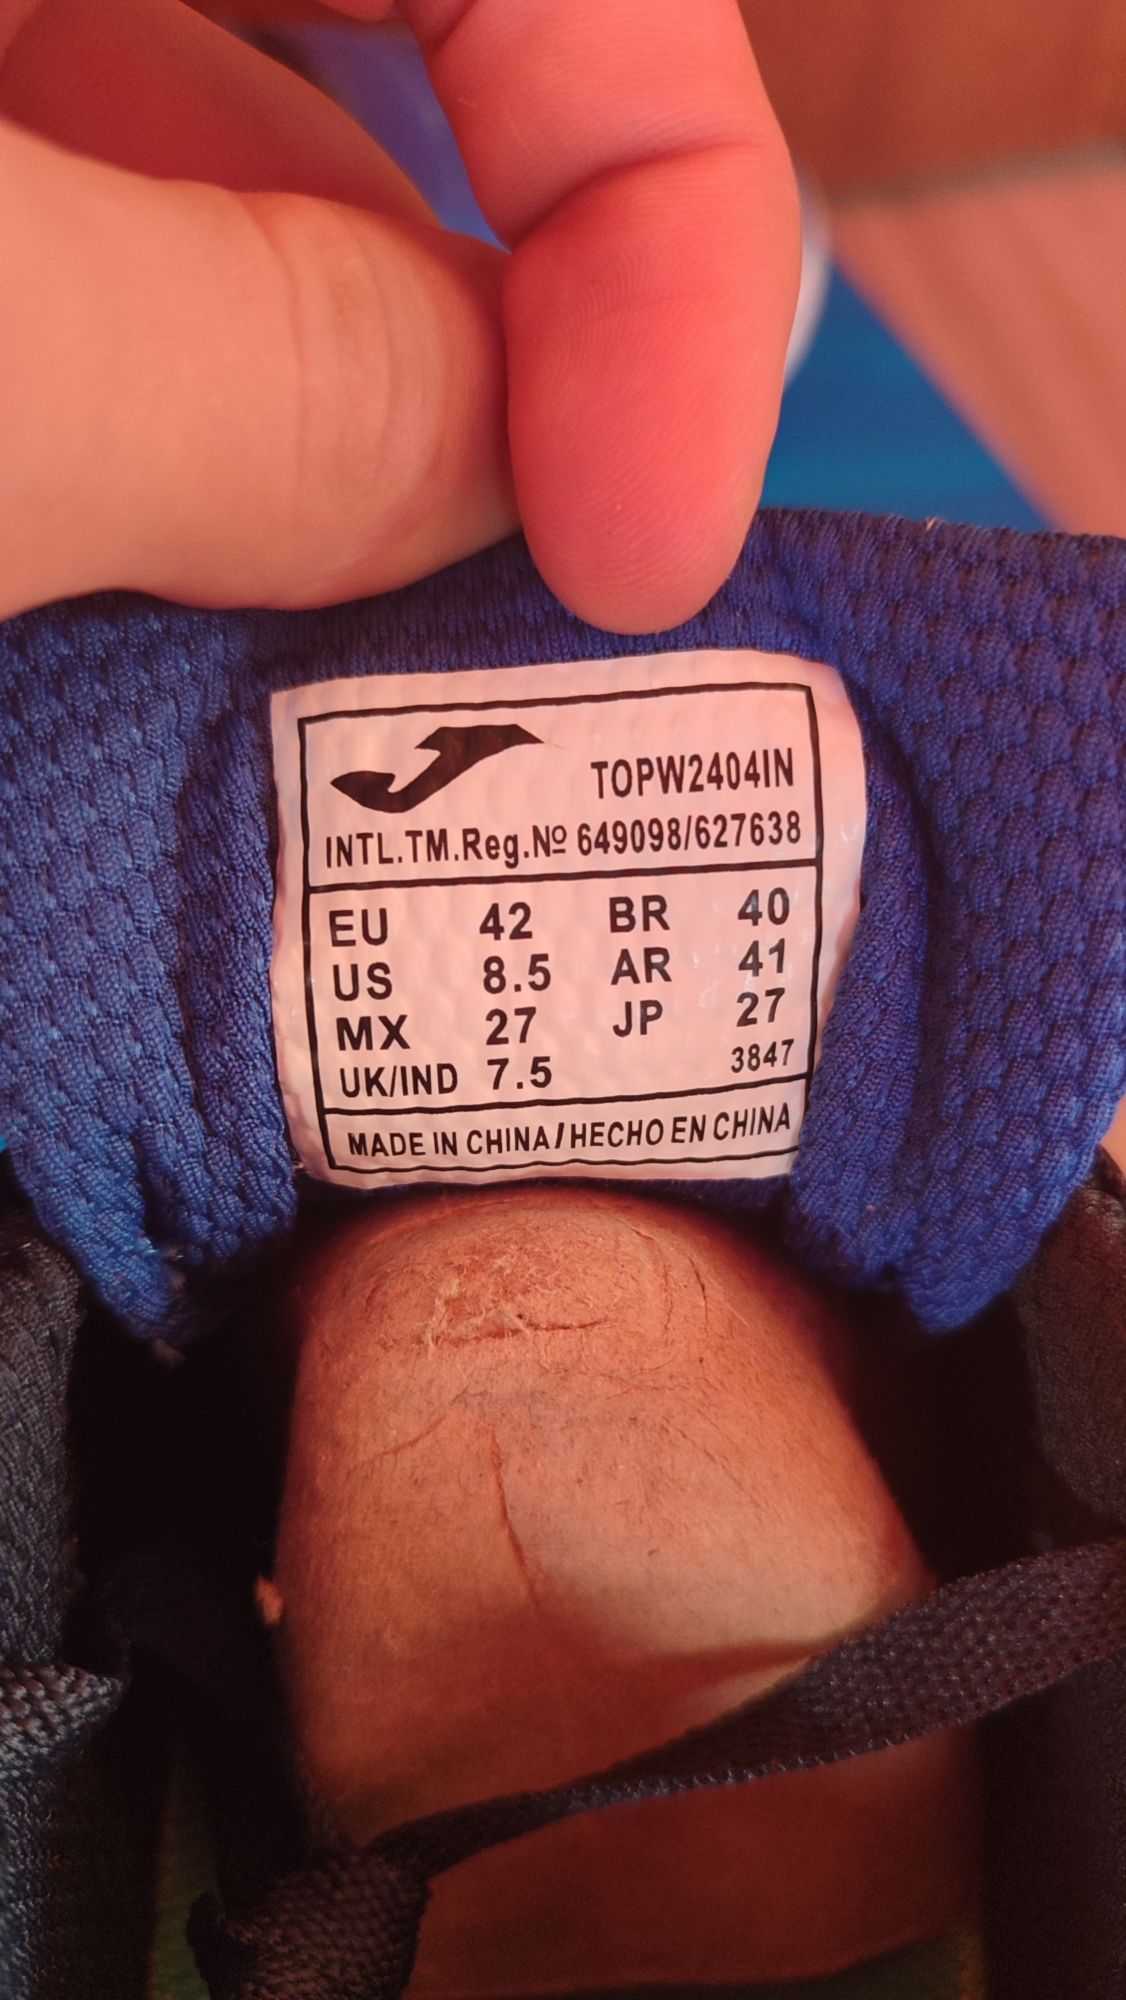 TOPW2404IN
INTL.TM.Reg.Nº 649098/627638
EU 42 BR 40
US 8.5 AR 41
MX 27 JP 27
UK/IND 7.5 3847
MADE IN CHINA/HECHO EN CHINA